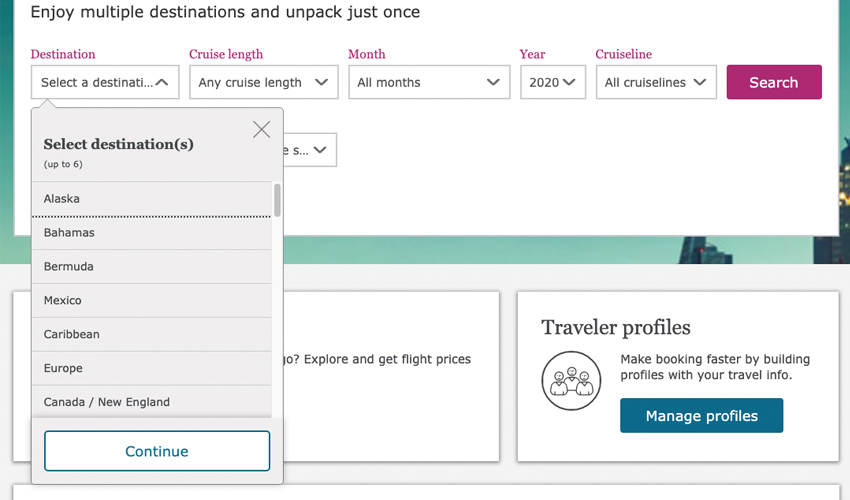 Enjoy multiple destinations and unpack just once
Destination Cruise length Month Year Cruiseline
Select a destinati... Any cruise length All months 2020 All cruiselines Search
Select destination(s)
(up to 6)
e s...
Alaska
Bahamas
Bermuda
Mexico
Caribbean
Europe
Canada / New England
Continue
go? Explore and get flight prices
Traveler profiles
Make booking faster by building
profiles with your travel info.
Manage profiles